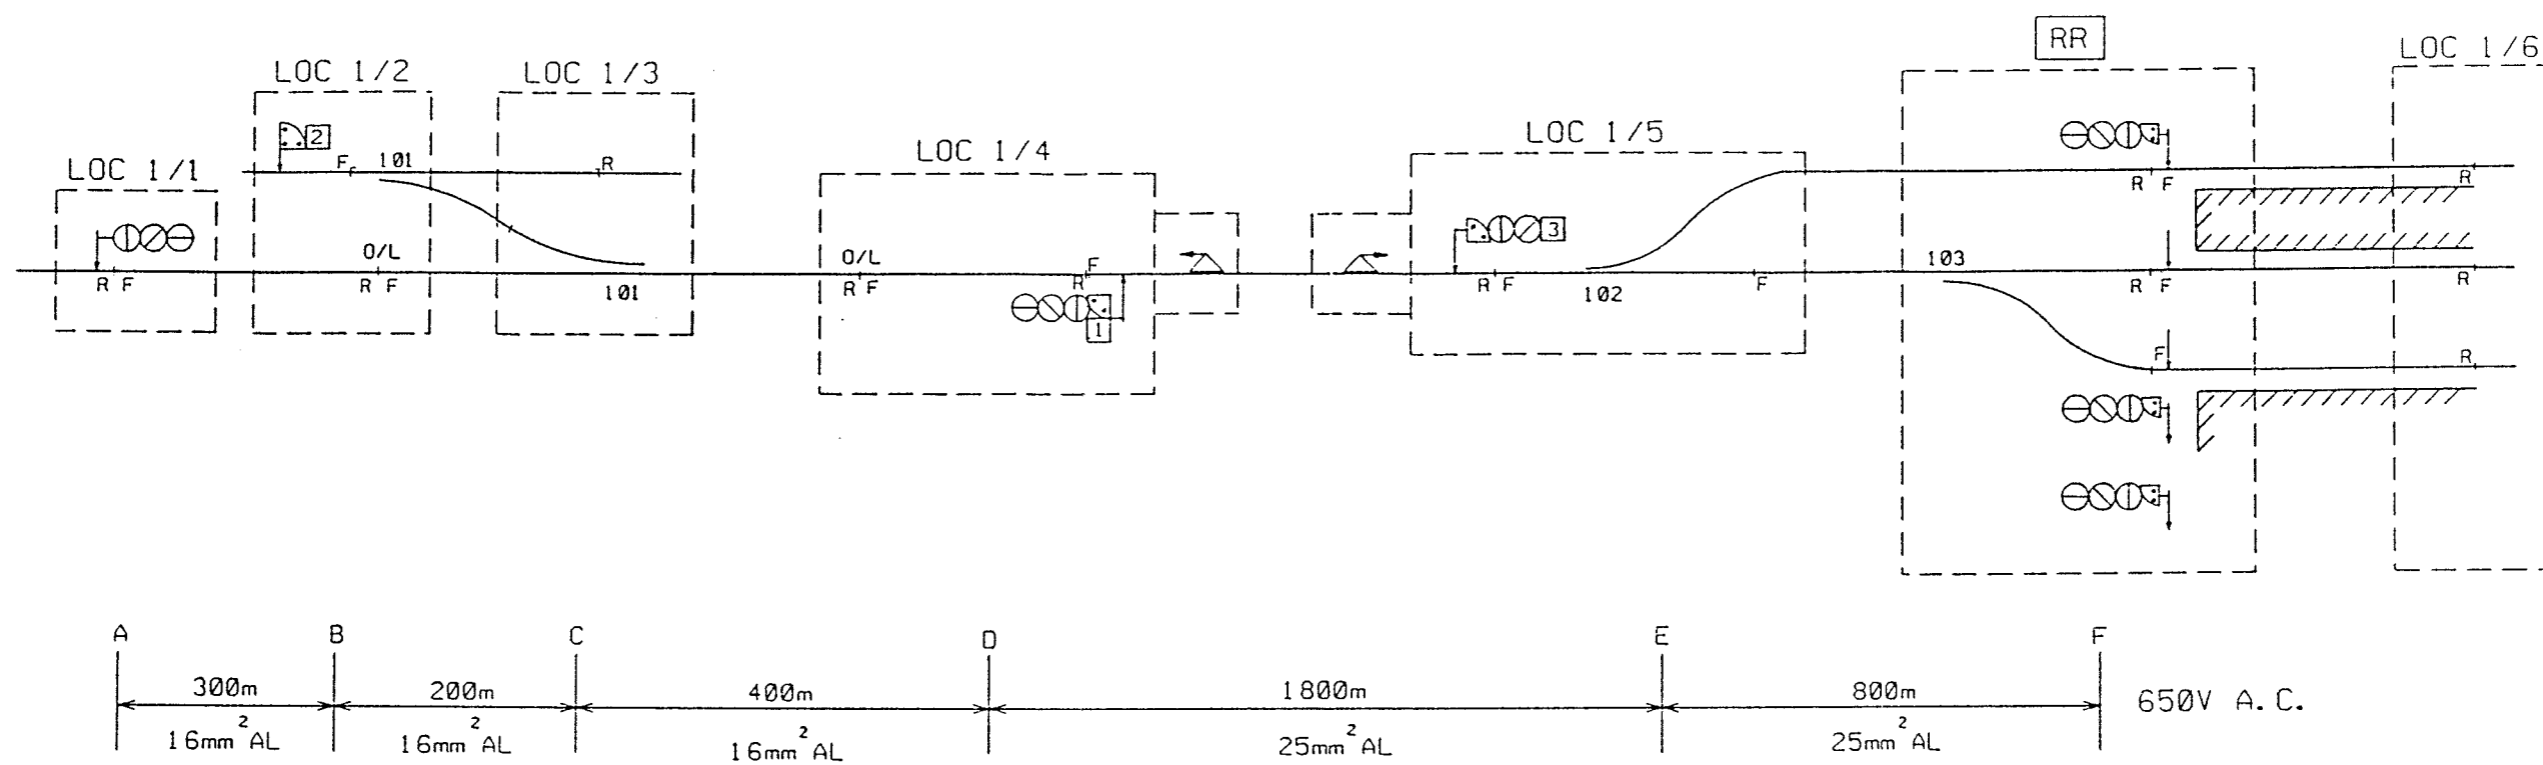 RR
LOC 1/6
LOC 1/2
LOC 1/3
LOC 1/5
LOC 1/4
LOC 1/1
2
F 101
R
R F
R
3
O/L
O/L
103
R F
R F
R F
101
R F
F
R
R F
102
F
R F
R
1
F
R
A
B
C
D
E
F
300m
200m
400m
1800m
800m
650V A.C.
16mm² AL
16mm² AL
16mm² AL
25mm² AL
25mm² AL